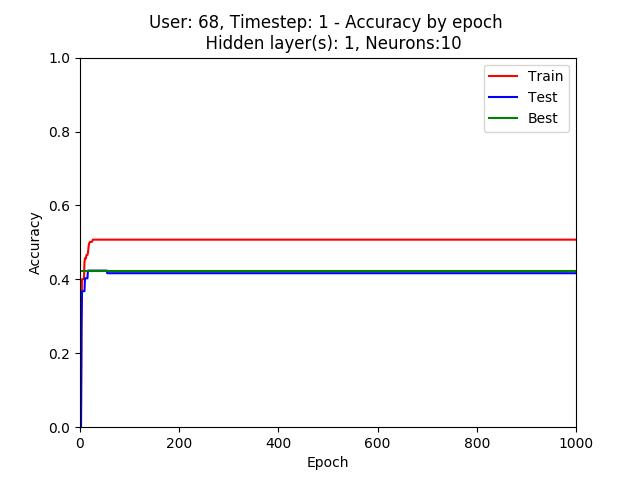 User: 68, Timestep: 1 - Accuracy by epoch
Hidden layer(s): 1, Neurons:10
1.0
0.8
0.6
0.4
0.2
0.0
Accuracy
Train
Test
Best
0
200
400
600
800
1000
Epoch